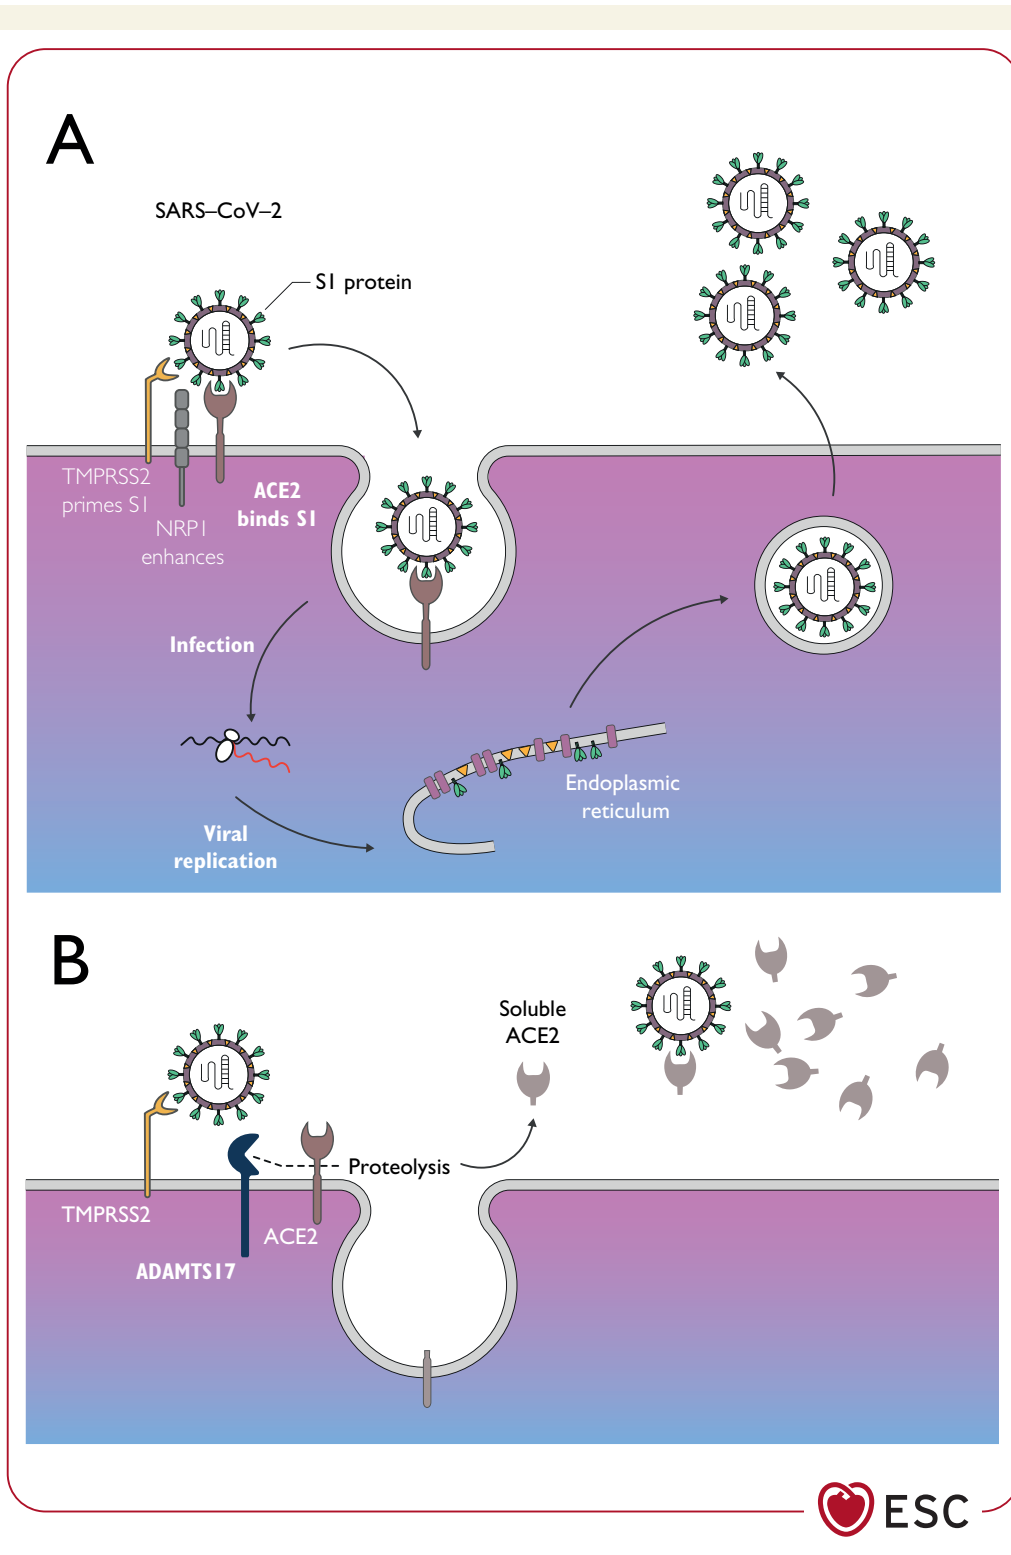 A
SARS–CoV–2
S1 protein
TMPRSS2
primes S1
NRP1
enhances
ACE2
binds S1
Infection
Viral
replication
Endoplasmic
reticulum
B
Soluble
ACE2
Proteolysis
TMPRSS2
ACE2
ADAMTS17
ESC